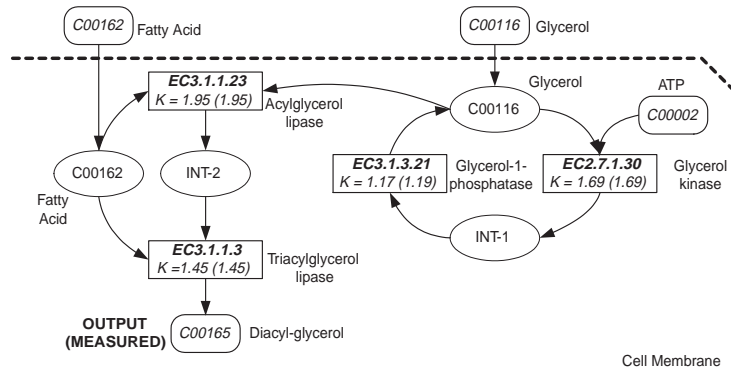 C00162
Fatty Acid
C00116
Glycerol
EC3.1.1.23
K = 1.95 (1.95)
Acylglycerol
lipase
Glycerol
C00116
ATP
C00002
C00162
Fatty
Acid
INT-2
EC3.1.3.21
K = 1.17 (1.19)
Glycerol-1-
phosphatase
EC2.7.1.30
K = 1.69 (1.69)
Glycerol
kinase
INT-1
EC3.1.1.3
K =1.45 (1.45)
Triacylglycerol
lipase
OUTPUT
(MEASURED)
C00165
Diacyl-glycerol
Cell Membrane